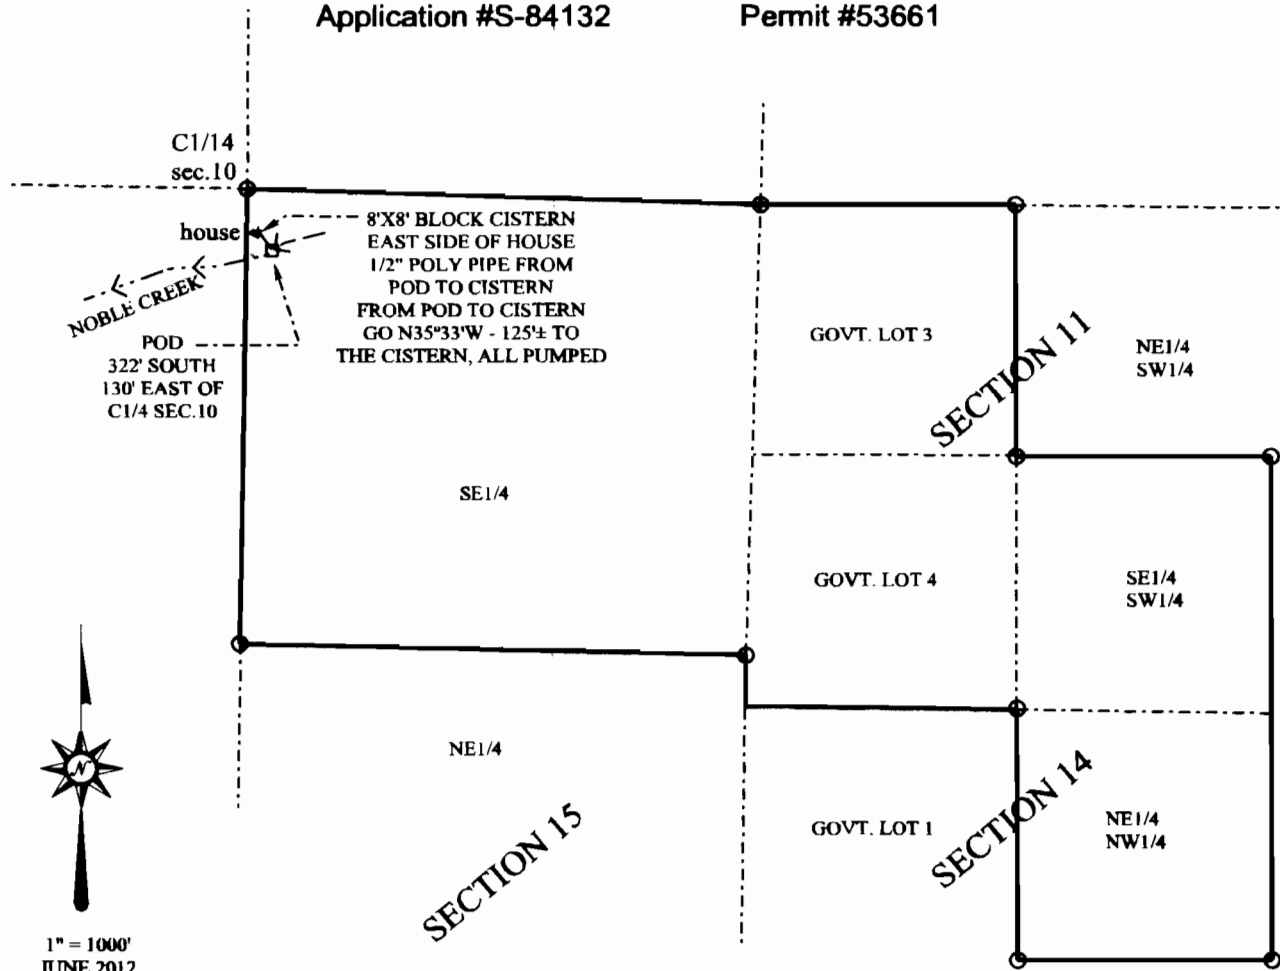 Application #S-84132 Permit #53661
C1/14
sec.10
house
8'X8' BLOCK CISTERN
EAST SIDE OF HOUSE
1/2" POLY PIPE FROM
POD TO CISTERN
FROM POD TO CISTERN
GO N35"33'W - 125'± TO
THE CISTERN, ALL PUMPED
NOBLE CREEK
POD
322' SOUTH
130' EAST OF
C1/4 SEC.10
GOVT. LOT 3
SECTION 11
NE1/4
SW1/4
SE1/4
GOVT. LOT 4
SE1/4
SW1/4
NE1/4
SECTION 15
GOVT. LOT 1
SECTION 14
NE1/4
NW1/4
N
1" = 1000'
JUNE 2012